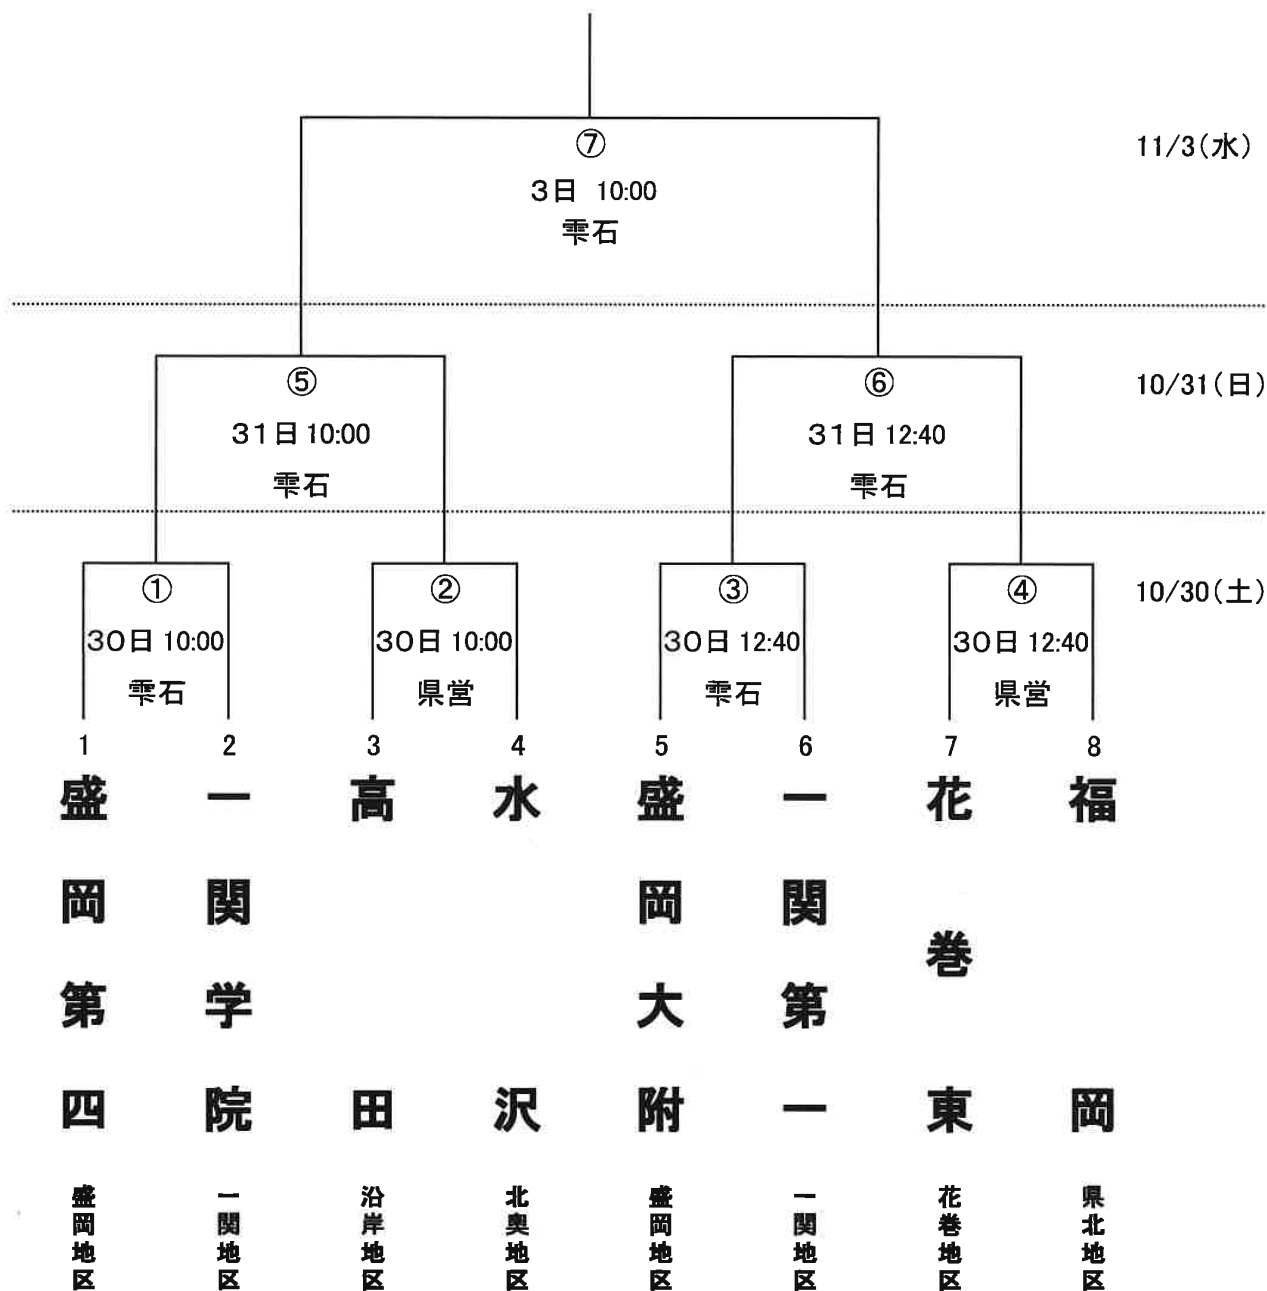 ⑦
11/3(水)
3日 10:00
雫石
⑤
⑥
10/31(日)
31日 10:00
31日 12:40
雫石
雫石
①
②
③
④
10/30(土)
30日 10:00
30日 10:00
30日 12:40
30日 12:40
雫石
県営
雫石
県営
1
2
3
4
5
6
7
8
盛岡第四
一関学院
高田
水沢
盛岡大附
一関第一
花巻東
福岡
盛岡地区
一関地区
沿岸地区
北奥地区
盛岡地区
一関地区
花巻地区
県北地区